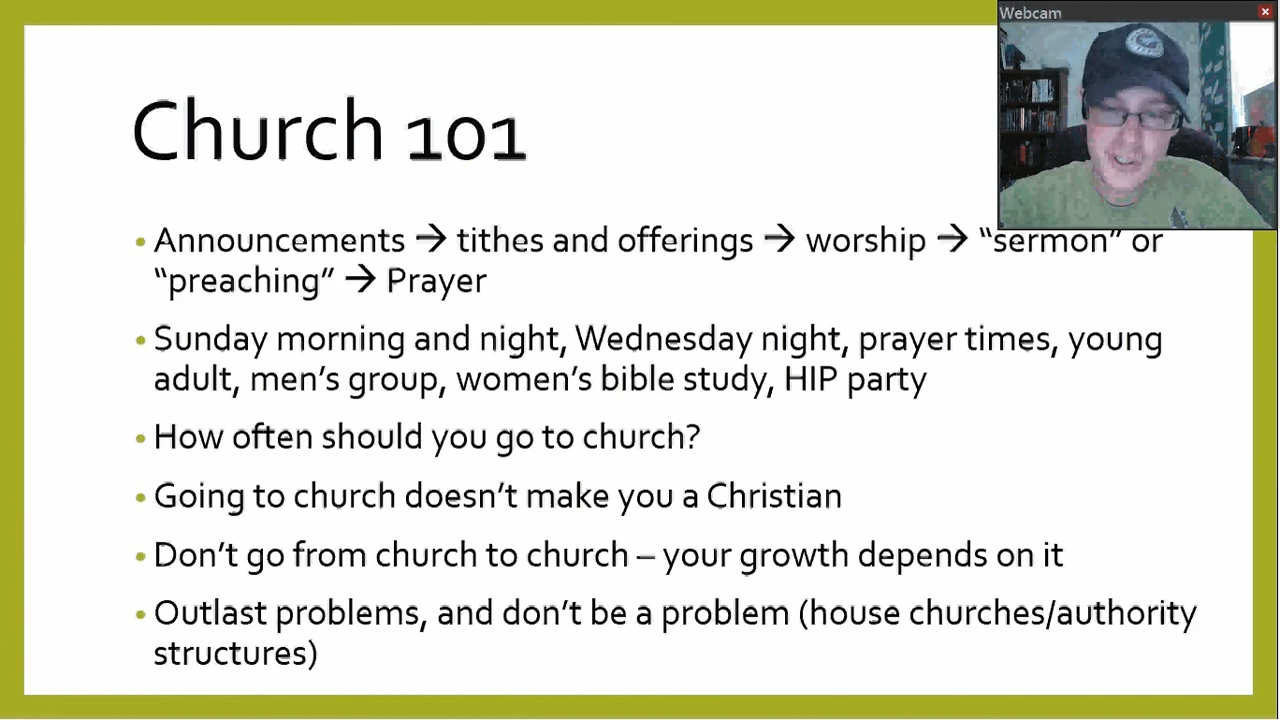 Webcam
Church 101
• Announcements → tithes and offerings → worship → “sermon” or
“preaching” → Prayer
• Sunday morning and night, Wednesday night, prayer times, young
adult, men’s group, women’s bible study, HIP party
• How often should you go to church?
• Going to church doesn’t make you a Christian
• Don’t go from church to church – your growth depends on it
• Outlast problems, and don’t be a problem (house churches/authority
structures)